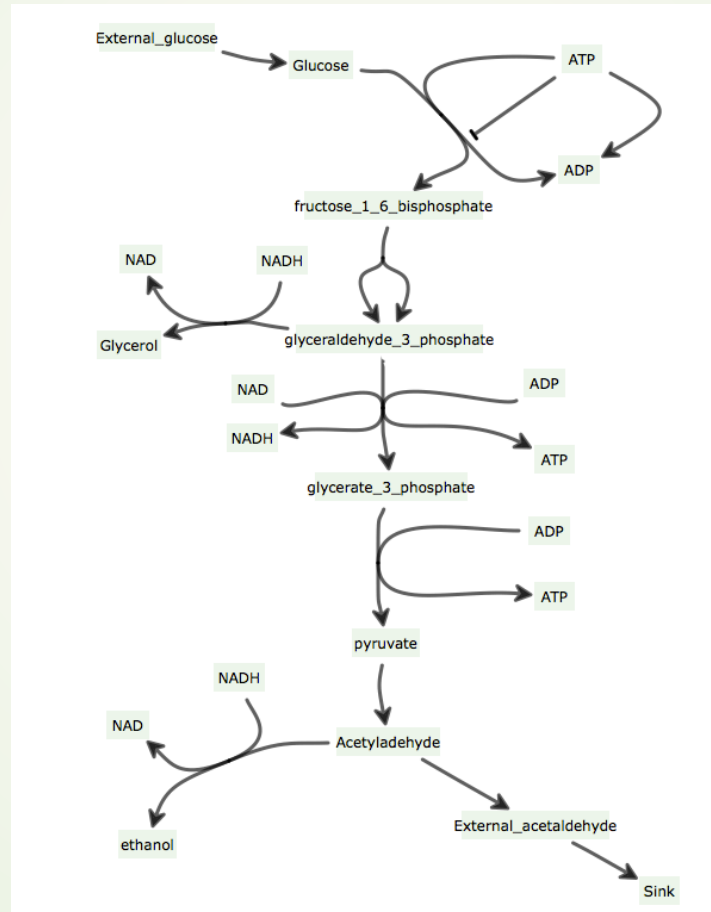 External_glucose
Glucose
ATP
ADP
fructose_1_6_bisphosphate
NAD
NADH
Glycerol
glyceraldehyde_3_phosphate
NAD
ADP
NADH
ATP
glycerate_3_phosphate
ADP
ATP
pyruvate
NADH
NAD
Acetyladehyde
External_acetaldehyde
ethanol
Sink